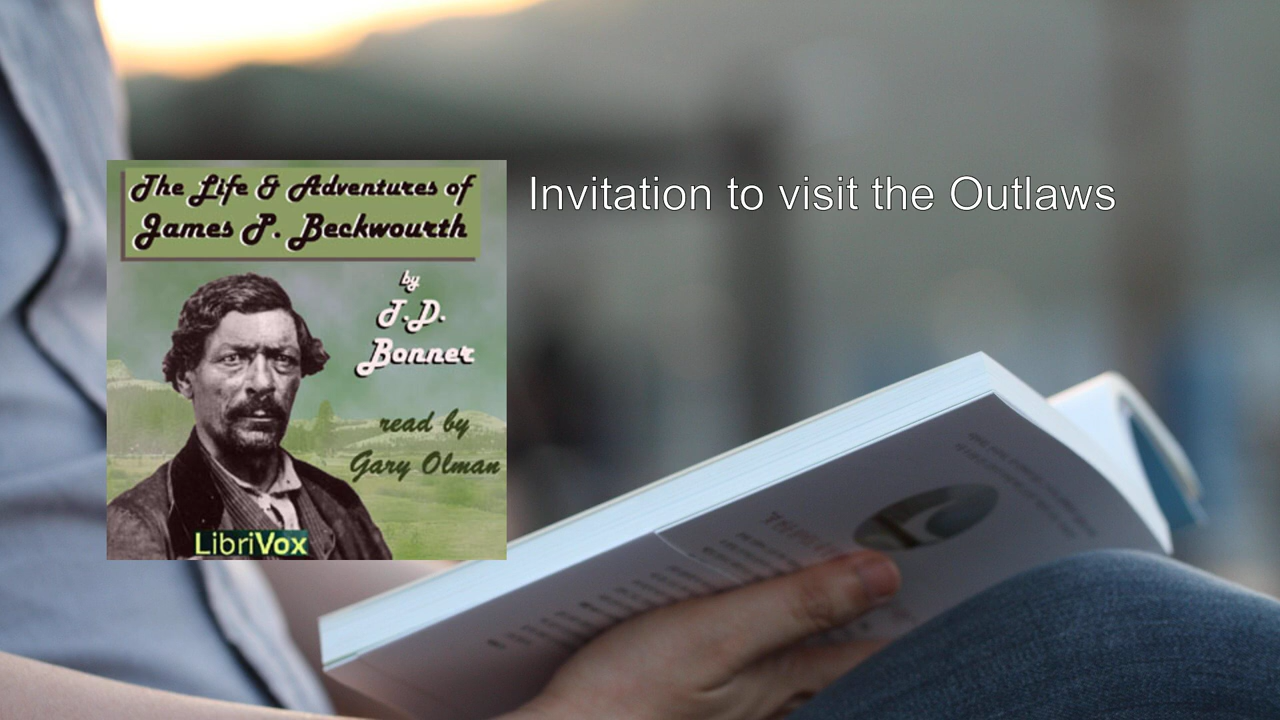 The Life & Adventures of
James P. Beckwourth
by
T.D.
Bonner
read by
Gary Olman
LibriVox
Invitation to visit the Outlaws